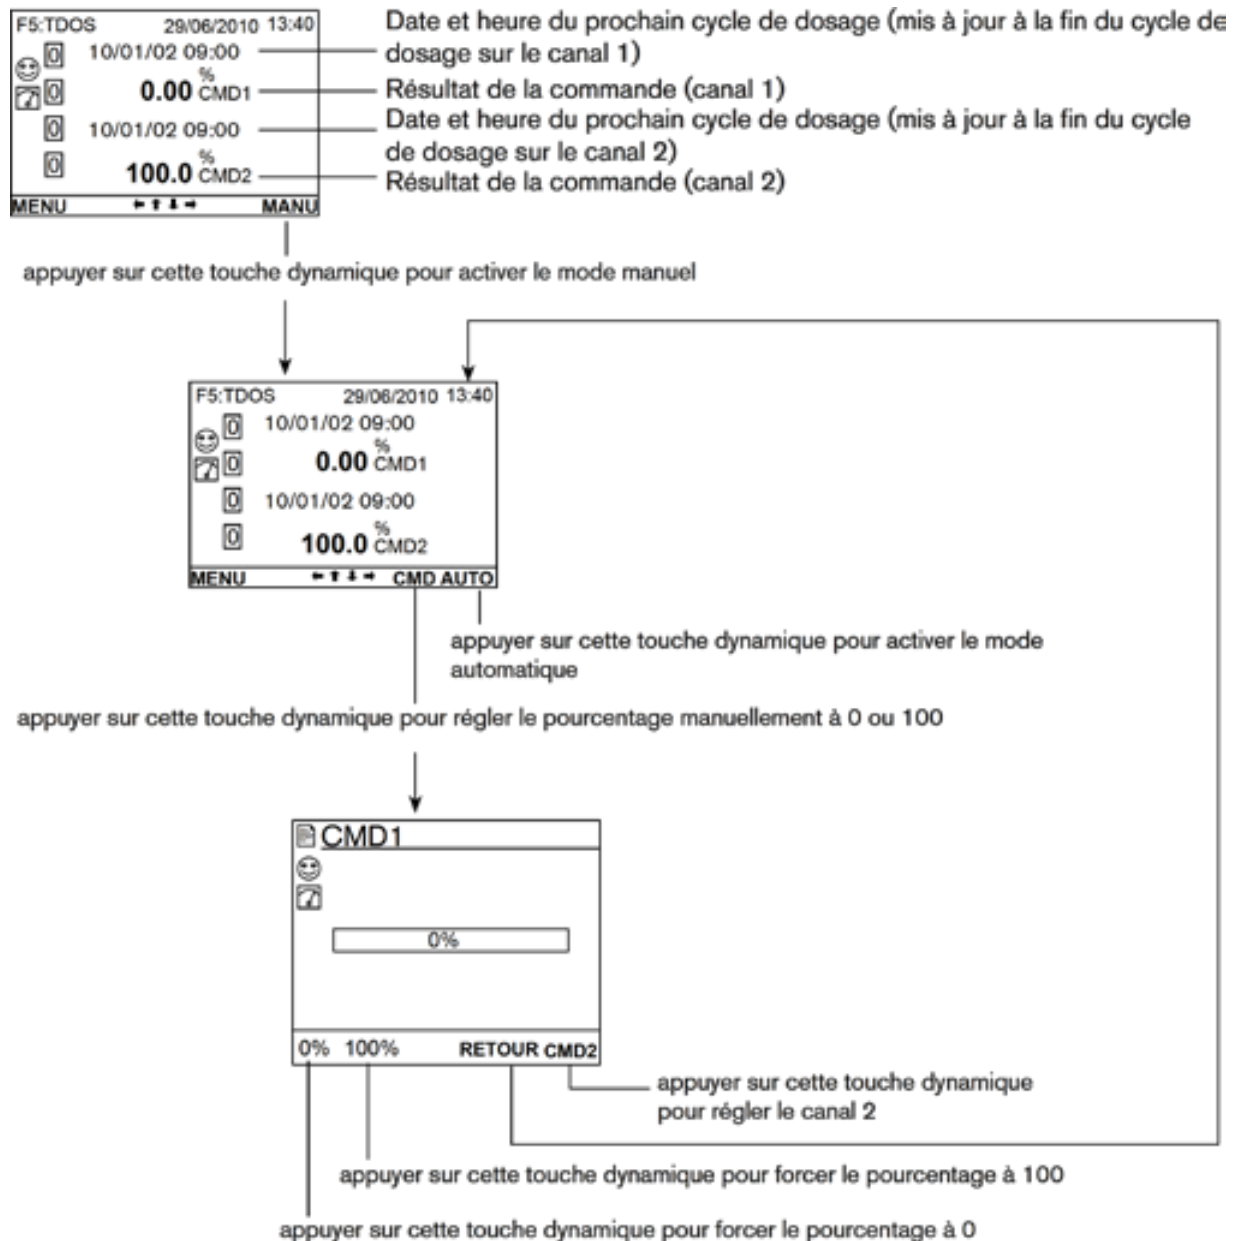 F5:TDOS 29/06/2010 13:40
0 10/01/02 09:00
0 0.00 % CMD1
0 10/01/02 09:00
0 100.0 % CMD2
MENU MANU
Date et heure du prochain cycle de dosage (mis à jour à la fin du cycle de
dosage sur le canal 1)
Résultat de la commande (canal 1)
Date et heure du prochain cycle de dosage (mis à jour à la fin du cycle
de dosage sur le canal 2)
Résultat de la commande (canal 2)
appuyer sur cette touche dynamique pour activer le mode manuel
F5:TDOS 29/06/2010 13:40
0 10/01/02 09:00
0 0.00 % CMD1
0 10/01/02 09:00
0 100.0 % CMD2
MENU CMD AUTO
appuyer sur cette touche dynamique pour activer le mode
automatique
appuyer sur cette touche dynamique pour régler le pourcentage manuellement à 0 ou 100
CMD1
0%
0% 100% RETOUR CMD2
appuyer sur cette touche dynamique
pour régler le canal 2
appuyer sur cette touche dynamique pour forcer le pourcentage à 100
appuyer sur cette touche dynamique pour forcer le pourcentage à 0